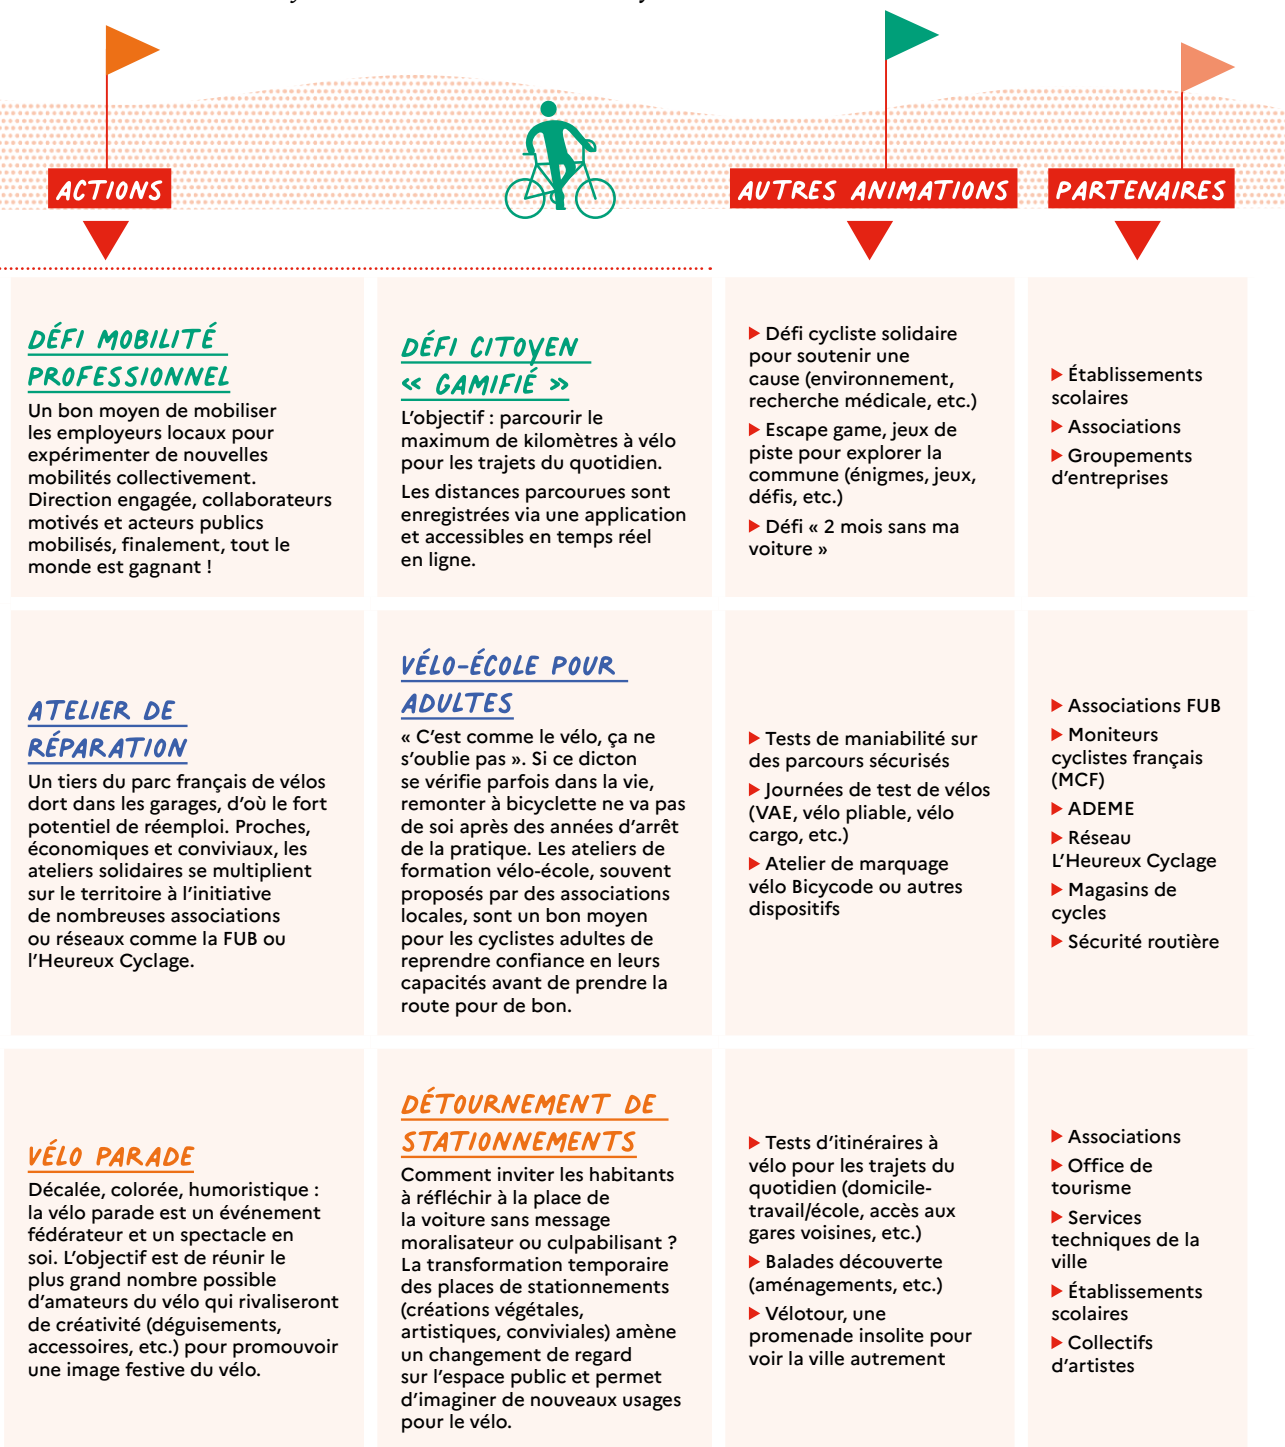 ACTIONS
AUTRES ANIMATIONS
PARTENAIRES
DÉFI MOBILITÉ
PROFESSIONNEL
Un bon moyen de mobiliser
les employeurs locaux pour
expérimenter de nouvelles
mobilités collectivement.
Direction engagée, collaborateurs
motivés et acteurs publics
mobilisés, finalement, tout le
monde est gagnant !
DÉFI CITOYEN
« GAMIFIÉ »
L’objectif : parcourir le
maximum de kilomètres à vélo
pour les trajets du quotidien.
Les distances parcourues sont
enregistrées via une application
et accessibles en temps réel
en ligne.
Défi cycliste solidaire
pour soutenir une
cause (environnement,
recherche médicale, etc.)
Escape game, jeux de
piste pour explorer la
commune (énigmes, jeux,
défis, etc.)
Défi « 2 mois sans ma
voiture »
Établissements
scolaires
Associations
Groupements
d’entreprises
ATELIER DE
RÉPARATION
Un tiers du parc français de vélos
dort dans les garages, d’où le fort
potentiel de réemploi. Proches,
économiques et conviviaux, les
ateliers solidaires se multiplient
sur le territoire à l’initiative
de nombreuses associations
ou réseaux comme la FUB ou
l’Heureux Cyclage.
VÉLO-ÉCOLE POUR
ADULTES
« C’est comme le vélo, ça ne
s’oublie pas ». Si ce dicton
se vérifie parfois dans la vie,
remonter à bicyclette ne va pas
de soi après des années d’arrêt
de la pratique. Les ateliers de
formation vélo-école, souvent
proposés par des associations
locales, sont un bon moyen
pour les cyclistes adultes de
reprendre confiance en leurs
capacités avant de prendre la
route pour de bon.
Tests de maniabilité sur
des parcours sécurisés
Journées de test de vélos
(VAE, vélo pliable, vélo
cargo, etc.)
Atelier de marquage
vélo Bicycode ou autres
dispositifs
Associations FUB
Moniteurs
cyclistes français
(MCF)
ADEME
Réseau
L’Heureux Cyclage
Magasins de
cycles
Sécurité routière
VÉLO PARADE
Décalée, colorée, humoristique :
la vélo parade est un événement
fédérateur et un spectacle en
soi. L’objectif est de réunir le
plus grand nombre possible
d’amateurs du vélo qui rivaliseront
de créativité (déguisements,
accessoires, etc.) pour promouvoir
une image festive du vélo.
DÉTOURNEMENT DE
STATIONNEMENTS
Comment inviter les habitants
à réfléchir à la place de
la voiture sans message
moralisateur ou culpabilisant ?
La transformation temporaire
des places de stationnements
(créations végétales,
artistiques, conviviales) amène
un changement de regard
sur l’espace public et permet
d’imaginer de nouveaux usages
pour le vélo.
Tests d’itinéraires à
vélo pour les trajets du
quotidien (domicile-
travail/école, accès aux
gares voisines, etc.)
Balades découverte
(aménagements, etc.)
Vélotour, une
promenade insolite pour
voir la ville autrement
Associations
Office de
tourisme
Services
techniques de la
ville
Établissements
scolaires
Collectifs
d’artistes